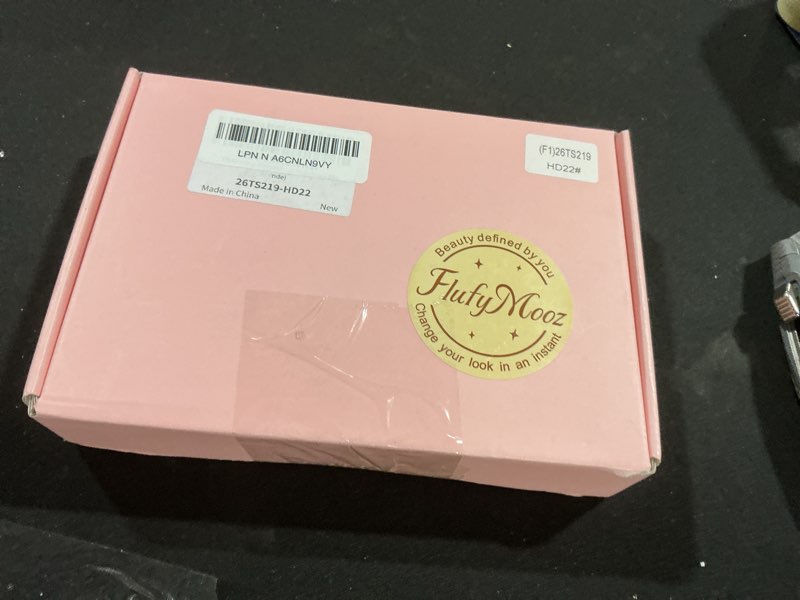 LPN N A6CNLN9VY
26TS219-HD22
Made in China
New
(F1)26TS219
HD22#
Beauty defined by you
FlufyMooz
Change your look in an instant